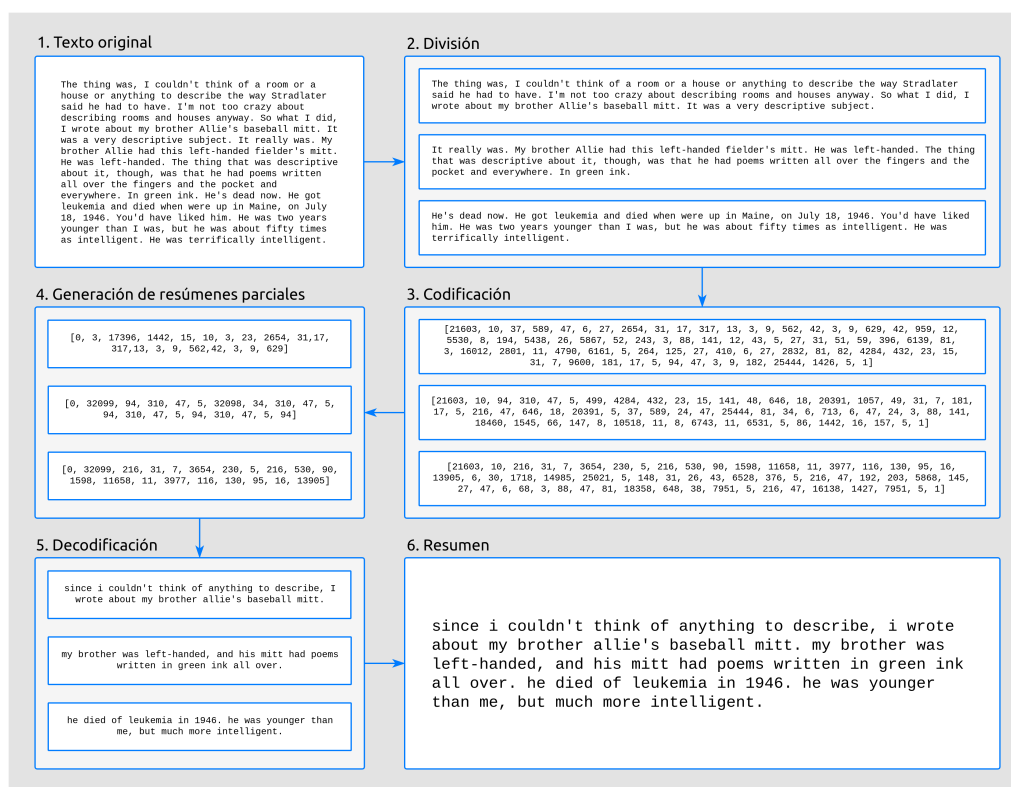 1. Texto original
The thing was, I couldn't think of a room or a
house or anything to describe the way Stradlater
said he had to have. I'm not too crazy about
describing rooms and houses anyway. So what I did,
I wrote about my brother Allie's baseball mitt. It
was a very descriptive subject. It really was. My
brother Allie had this left-handed fielder's mitt.
He was left-handed. The thing that was descriptive
about it, though, was that he had poems written
all over the fingers and the pocket and
everywhere. In green ink. He's dead now. He got
leukemia and died when were up in Maine, on July
18, 1946. You'd have liked him. He was two years
younger than I was, but he was about fifty times
as intelligent. He was terrifically intelligent.
2. División
The thing was, I couldn't think of a room or a house or anything to describe the way Stradlater
said he had to have. I'm not too crazy about describing rooms and houses anyway. So what I did, I
wrote about my brother Allie's baseball mitt. It was a very descriptive subject.
It really was. My brother Allie had this left-handed fielder's mitt. He was left-handed. The thing
that was descriptive about it, though, was that he had poems written all over the fingers and the
pocket and everywhere. In green ink.
He's dead now. He got leukemia and died when were up in Maine, on July 18, 1946. You'd have liked
him. He was two years younger than I was, but he was about fifty times as intelligent. He was
terrifically intelligent.
3. Codificación
[21603, 10, 37, 589, 47, 6, 27, 2654, 31, 17, 317, 13, 3, 9, 562, 42, 3, 9, 629, 42, 959, 12,
5530, 8, 194, 5438, 26, 5867, 52, 243, 3, 88, 141, 12, 43, 5, 27, 31, 51, 59, 396, 6139, 81,
3, 16012, 2801, 11, 4790, 6161, 5, 264, 125, 27, 410, 6, 27, 2832, 81, 82, 4284, 432, 23, 15,
31, 7, 9600, 181, 17, 5, 94, 47, 3, 9, 182, 25444, 1426, 5, 1]
[21603, 10, 94, 310, 47, 5, 499, 4284, 432, 23, 15, 141, 48, 646, 18, 20391, 1057, 49, 31, 7, 181,
17, 5, 216, 47, 646, 18, 20391, 5, 37, 589, 24, 47, 25444, 81, 34, 6, 713, 6, 47, 24, 3, 88, 141,
18460, 1545, 66, 147, 8, 10518, 11, 8, 6743, 11, 6531, 5, 86, 1442, 16, 157, 5, 1]
[21603, 10, 216, 31, 7, 3654, 230, 5, 216, 530, 90, 1598, 11658, 11, 3977, 116, 130, 95, 16,
13905, 6, 30, 1718, 14985, 25021, 5, 148, 31, 26, 43, 6528, 376, 5, 216, 47, 192, 203, 5868, 145,
27, 47, 6, 68, 3, 88, 47, 81, 18358, 648, 38, 7951, 5, 216, 47, 16138, 1427, 7951, 5, 1]
4. Generación de resúmenes parciales
[0, 3, 17396, 1442, 15, 10, 3, 23, 2654, 31,17,
317,13, 3, 9, 562,42, 3, 9, 629]
[0, 32099, 94, 310, 47, 5, 32098, 34, 310, 47, 5,
94, 310, 47, 5, 94, 310, 47, 5, 94]
[0, 32099, 216, 31, 7, 3654, 230, 5, 216, 530, 90,
1598, 11658, 11, 3977, 116, 130, 95, 16, 13905]
5. Decodificación
since i couldn't think of anything to describe, I
wrote about my brother allie's baseball mitt.
my brother was left-handed, and his mitt had poems
written in green ink all over.
he died of leukemia in 1946. he was younger than
me, but much more intelligent.
6. Resumen
since i couldn't think of anything to describe, i wrote
about my brother allie's baseball mitt. my brother was
left-handed, and his mitt had poems written in green ink
all over. he died of leukemia in 1946. he was younger
than me, but much more intelligent.